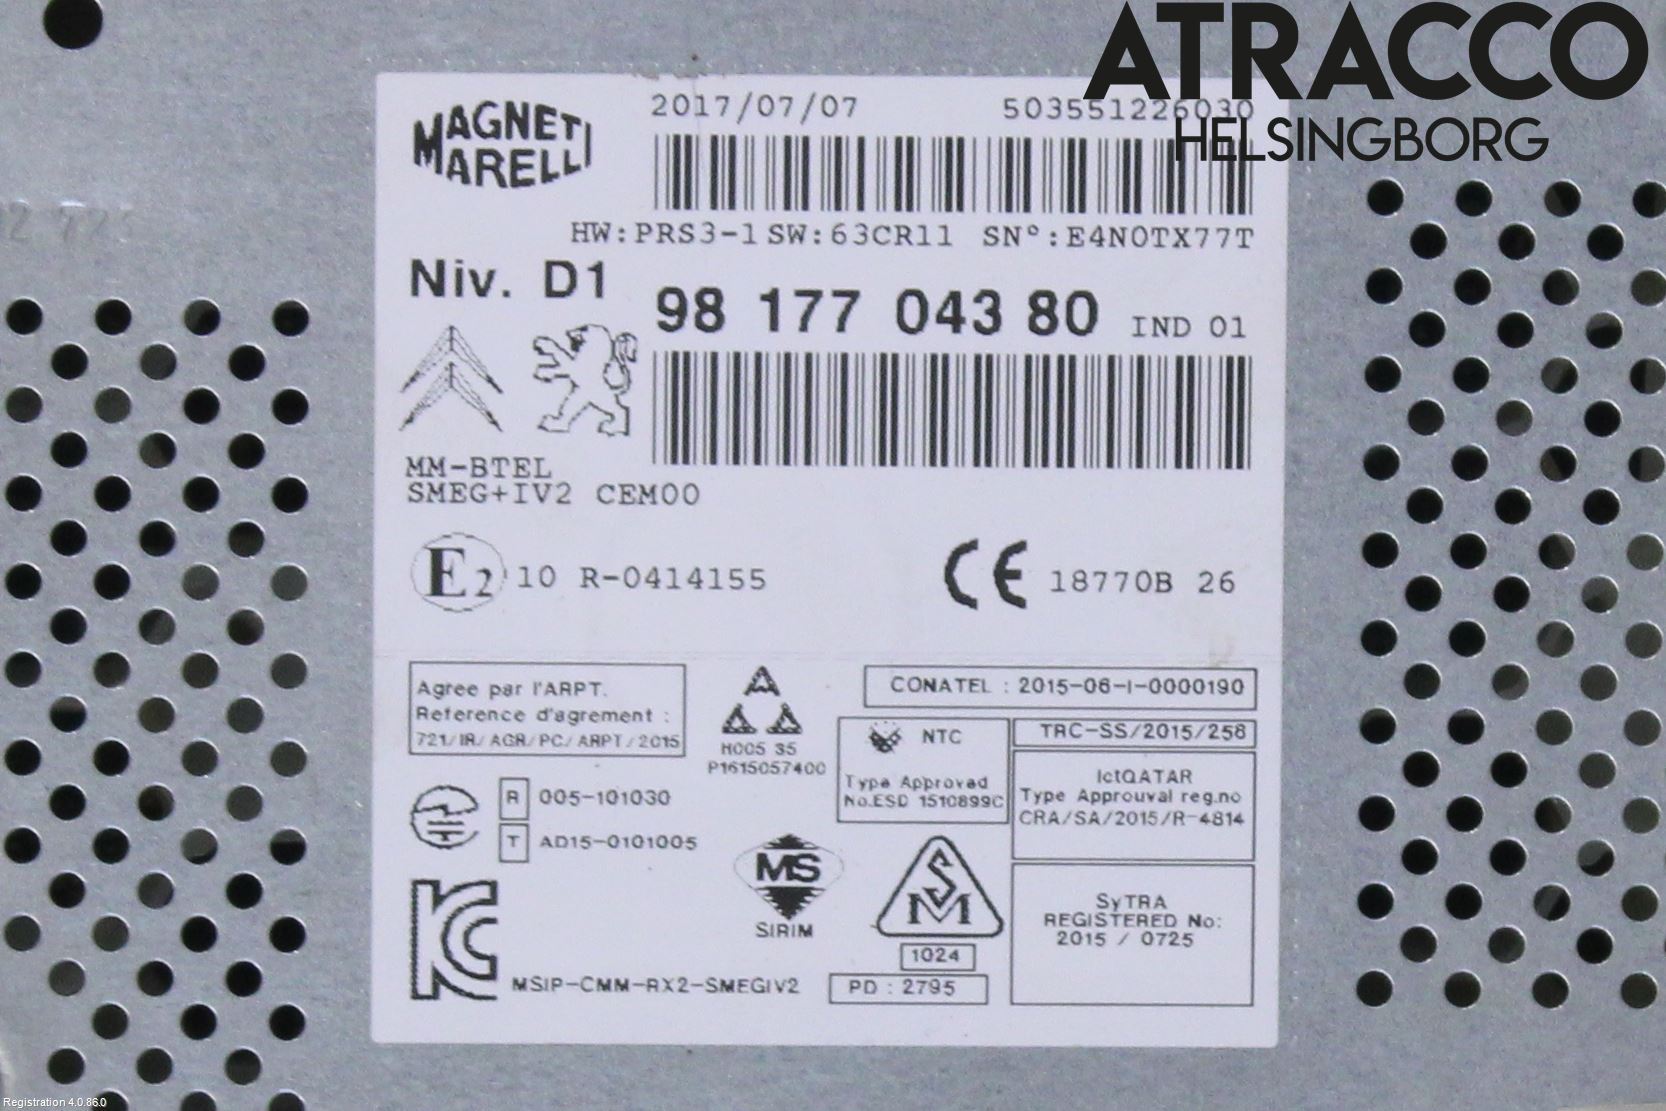 ATRACCO
HELSINGBORG
MAGNETI
MARELLI
2017/07/07
503551226030
HW:PRS3-1 SW:63CR11 SN°:E4N0TX77T
Niv. D1
98 177 043 80 IND 01
MM-BTEL
SMEG+IV2 CEM00
E2 10 R-0414155
CE 18770B 26
Agree par l'ARPT.
Reference d'agrement :
721/IR/AGR/PC/ARPT/2015
H005 35
P1615057400
CONATEL : 2015-06-I-0000190
NTC
Type Approved
No.ESD 1510899C
TRC-SS/2015/258
IctQATAR
Type Approuval reg.no
CRA/SA/2015/R-4814
R 005-101030
T AD15-0101005
MS
SIRIM
SM
1024
PD : 2795
SyTRA
REGISTERED No:
2015 / 0725
KC
MSIP-CMM-RX2-SMEGIV2
Registration 4.0.86.0